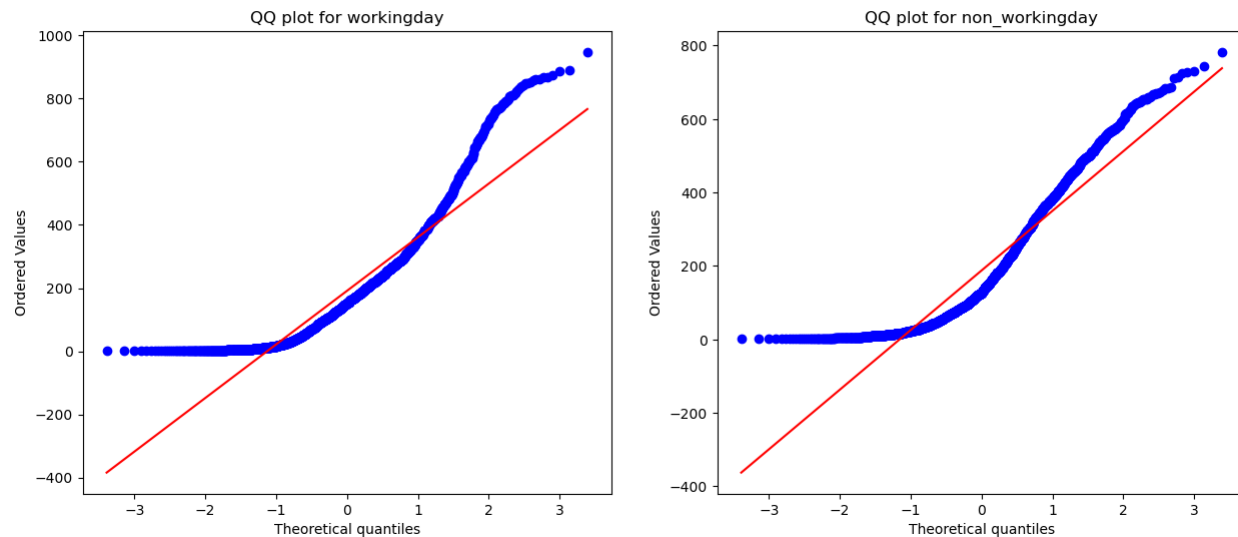 QQ plot for workingday
1000
800
600
400
200
0
−200
−400
Ordered Values
−3 −2 −1 0 1 2 3
Theoretical quantiles
QQ plot for non_workingday
800
600
400
200
0
−200
−400
Ordered Values
−3 −2 −1 0 1 2 3
Theoretical quantiles